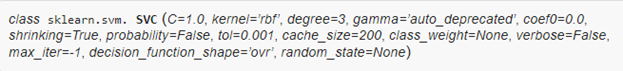 class sklearn.svm. SVC (C=1.0, kernel='rbf', degree=3, gamma='auto_deprecated', coef0=0.0,
shrinking=True, probability=False, tol=0.001, cache_size=200, class_weight=None, verbose=False,
max_iter=-1, decision_function_shape='ovr', random_state=None)